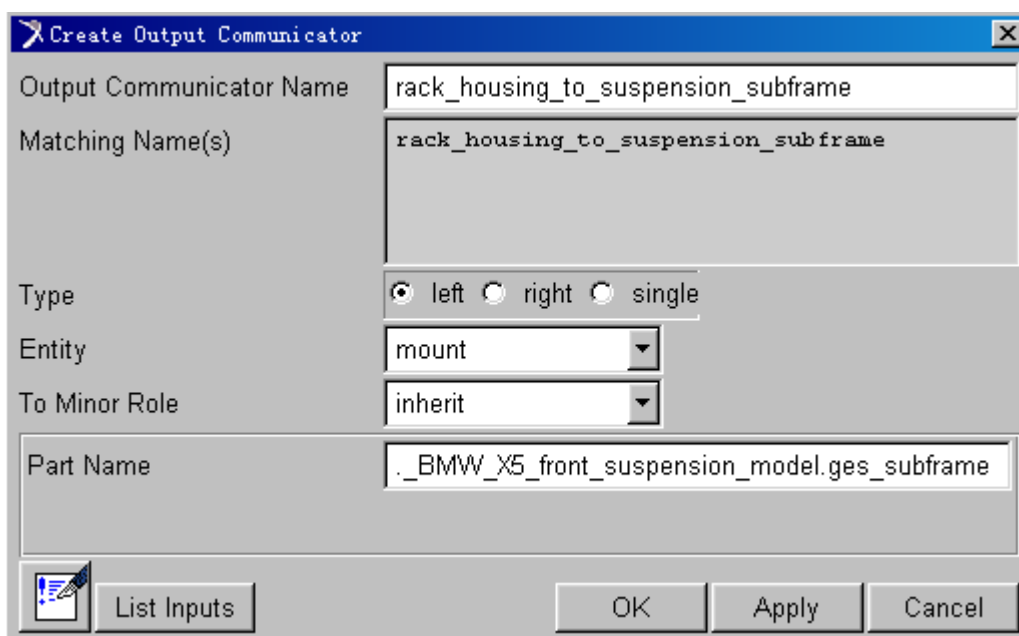 Create Output Communicator
Output Communicator Name rack_housing_to_suspension_subframe
Matching Name(s) rack_housing_to_suspension_subframe
Type left right single
Entity mount
To Minor Role inherit
Part Name ._BMW_X5_front_suspension_model.ges_subframe
List Inputs OK Apply Cancel